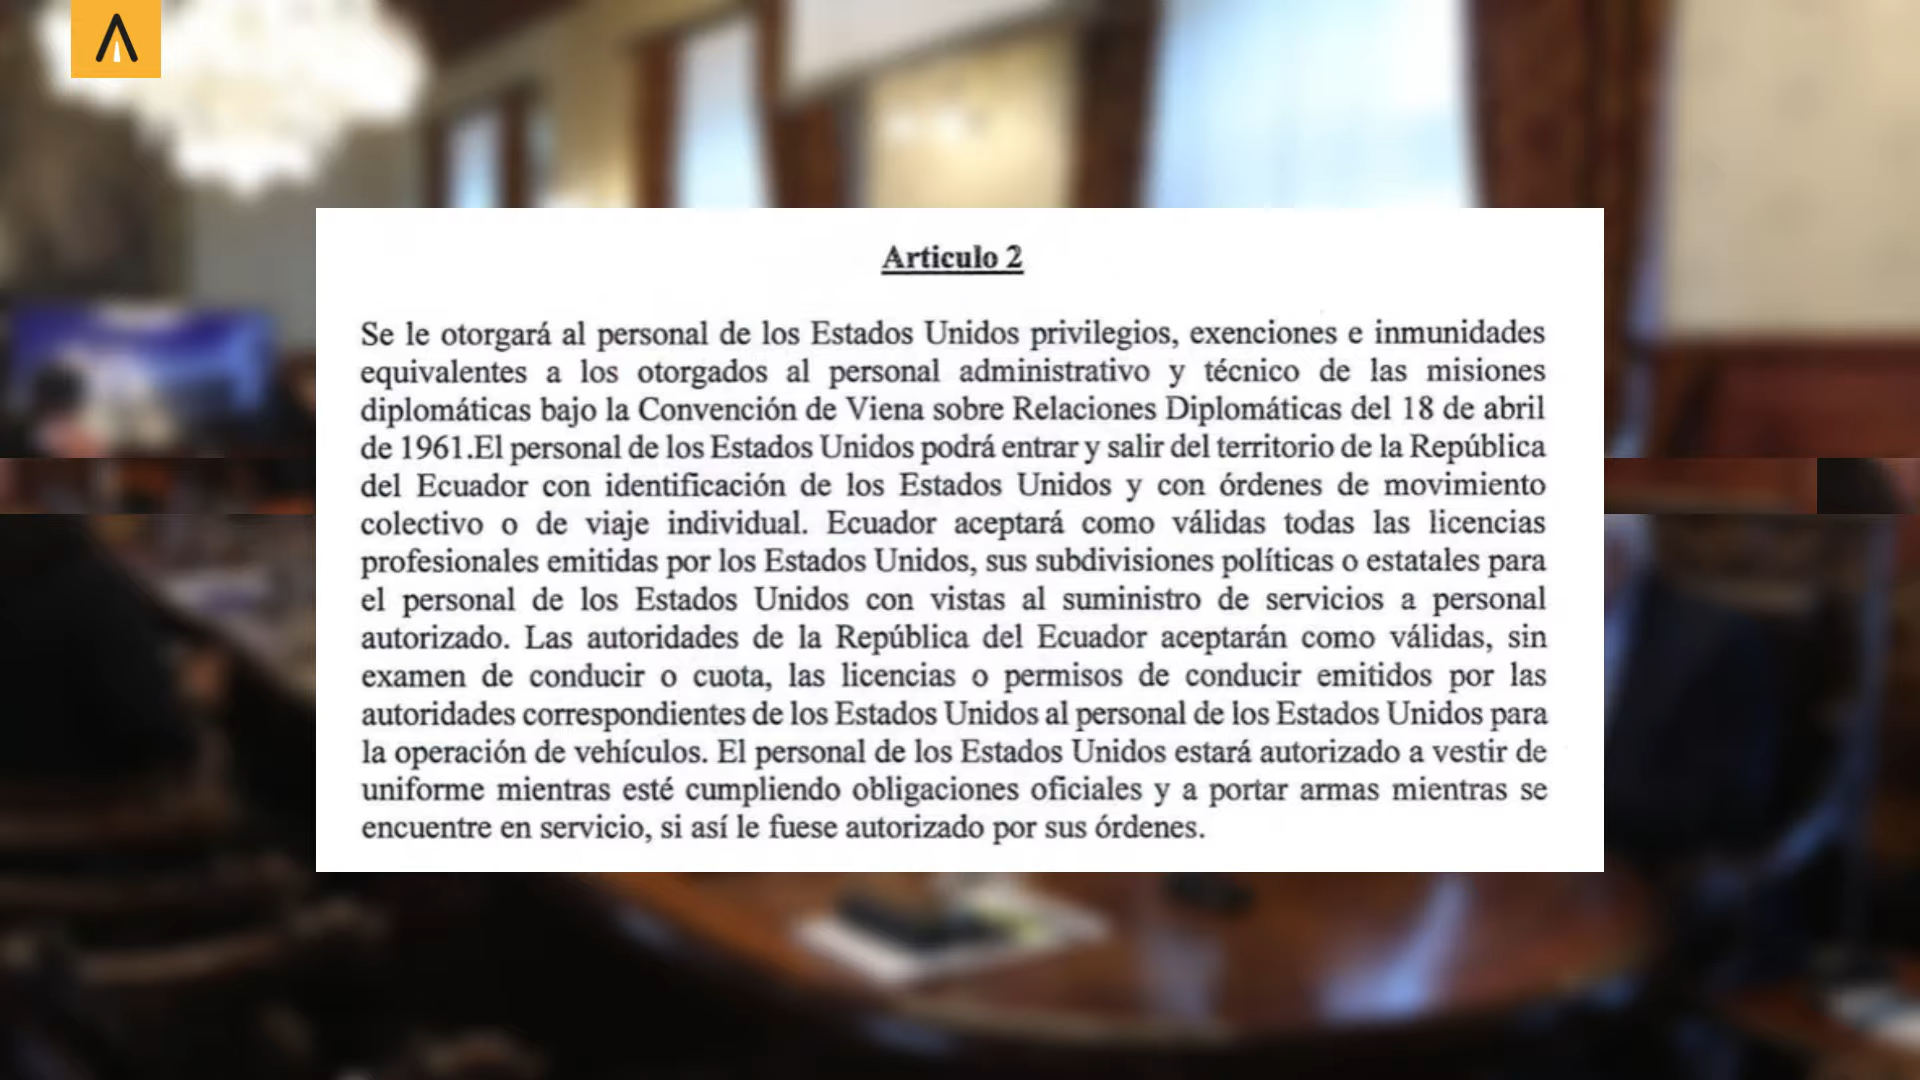 Articulo 2
Se le otorgará al personal de los Estados Unidos privilegios, exenciones e inmunidades
equivalentes a los otorgados al personal administrativo y técnico de las misiones
diplomáticas bajo la Convención de Viena sobre Relaciones Diplomáticas del 18 de abril
de 1961.El personal de los Estados Unidos podrá entrar y salir del territorio de la República
del Ecuador con identificación de los Estados Unidos y con órdenes de movimiento
colectivo o de viaje individual. Ecuador aceptará como válidas todas las licencias
profesionales emitidas por los Estados Unidos, sus subdivisiones políticas o estatales para
el personal de los Estados Unidos con vistas al suministro de servicios a personal
autorizado. Las autoridades de la República del Ecuador aceptarán como válidas, sin
examen de conducir o cuota, las licencias o permisos de conducir emitidos por las
autoridades correspondientes de los Estados Unidos al personal de los Estados Unidos para
la operación de vehículos. El personal de los Estados Unidos estará autorizado a vestir de
uniforme mientras esté cumpliendo obligaciones oficiales y a portar armas mientras se
encuentre en servicio, si así le fuese autorizado por sus órdenes.